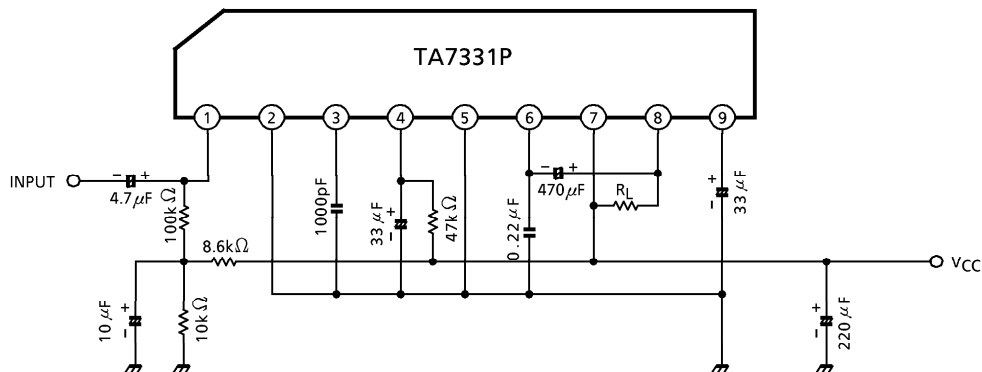 TA7331P
1 2 3 4 5 6 7 8 9
INPUT
4.7μF
100kΩ
8.6kΩ
10μF
10kΩ
1000pF
33μF
47kΩ
0.22μF
470μF
RL
33μF
VCC
220μF
- +
+ -
+ -
- +
+ -
+ -